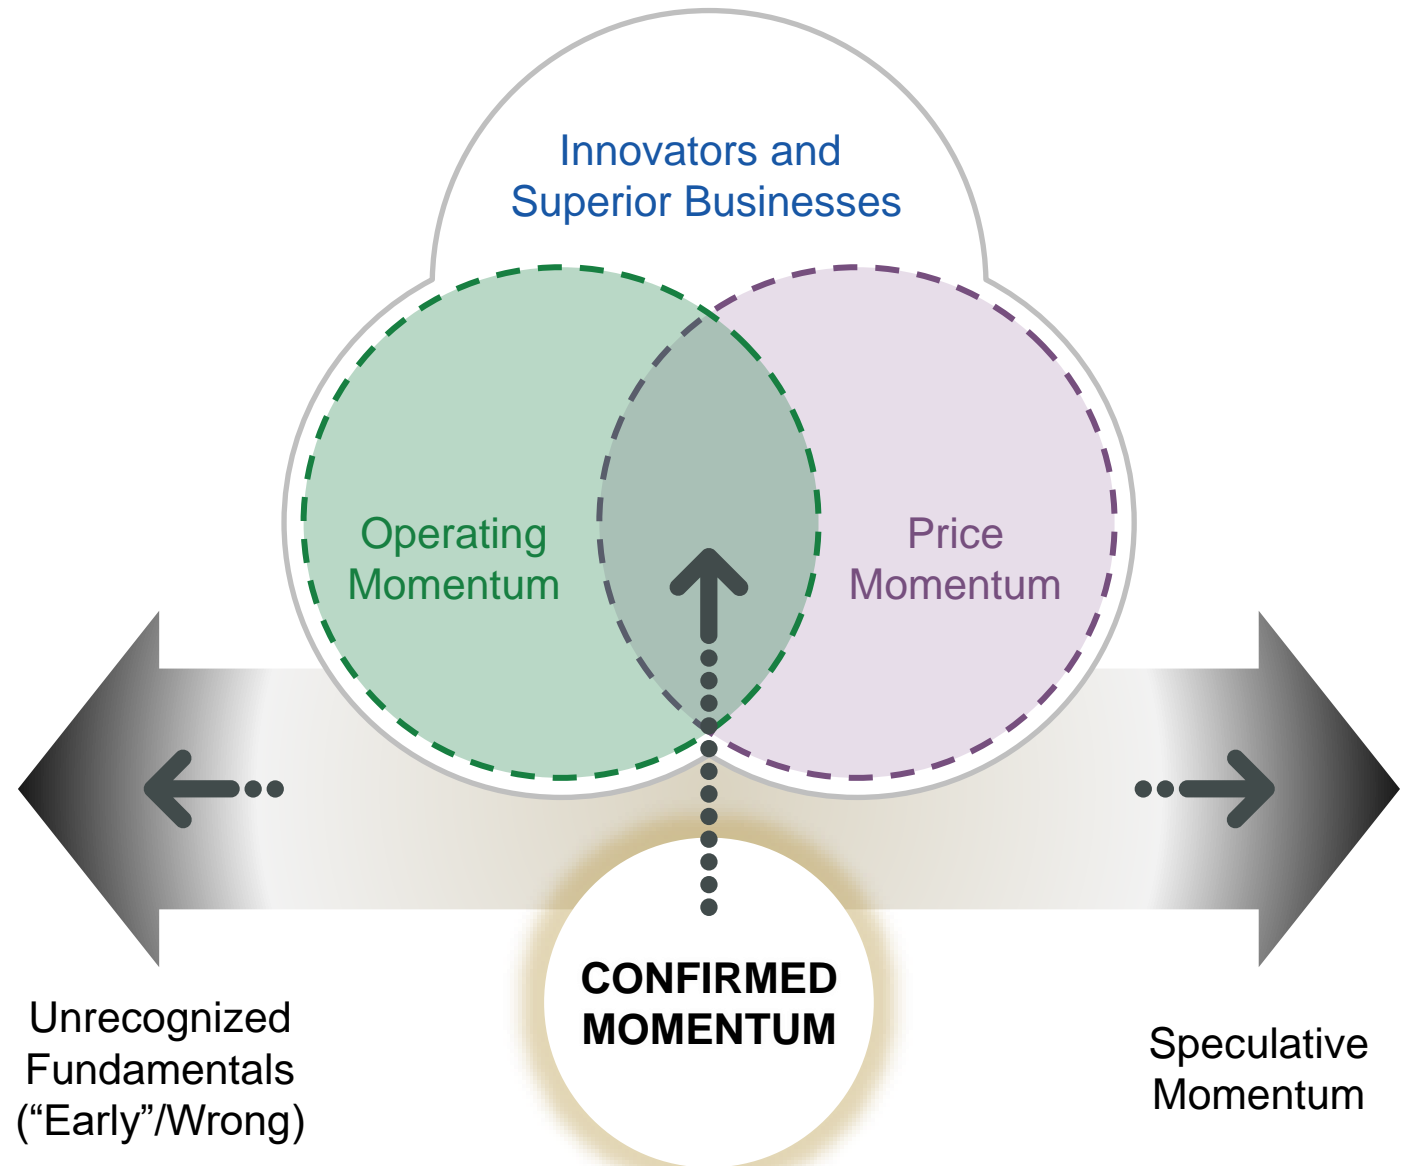 Innovators and
Superior Businesses
Operating
Momentum
Price
Momentum
CONFIRMED
MOMENTUM
Unrecognized
Fundamentals
(“Early”/Wrong)
Speculative
Momentum